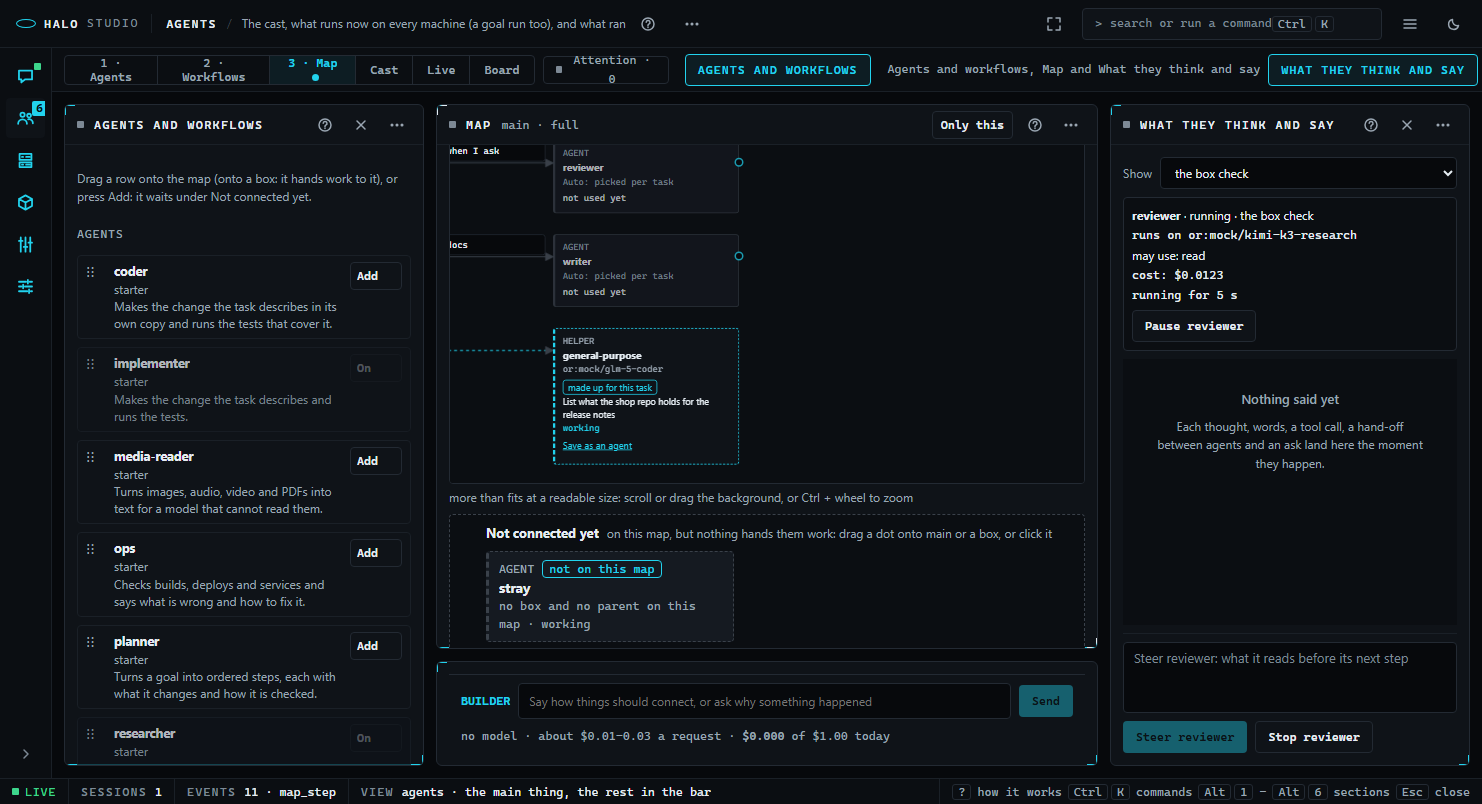 HALO STUDIO AGENTS / The cast, what runs now on every machine (a goal run too), and what ran ? ... > search or run a command Ctrl K
1 · Agents
2 · Workflows
3 · Map
Cast
Live
Board
Attention · 0
AGENTS AND WORKFLOWS
Agents and workflows, Map and What they think and say
WHAT THEY THINK AND SAY
6
AGENTS AND WORKFLOWS
Drag a row onto the map (onto a box: it hands work to it), or
press Add: it waits under Not connected yet.
AGENTS
coder
Add
starter
Makes the change the task describes in its
own copy and runs the tests that cover it.
implementer
On
starter
Makes the change the task describes and
runs the tests.
media-reader
Add
starter
Turns images, audio, video and PDFs into
text for a model that cannot read them.
ops
Add
starter
Checks builds, deploys and services and
says what is wrong and how to fix it.
planner
Add
starter
Turns a goal into ordered steps, each with
what it changes and how it is checked.
researcher
On
starter
MAP main · full
Only this
when I ask
AGENT
reviewer
Auto: picked per task
not used yet
docs
AGENT
writer
Auto: picked per task
not used yet
HELPER
general-purpose
or:mock/glm-5-coder
made up for this task
List what the shop repo holds for the
release notes
working
Save as an agent
more than fits at a readable size: scroll or drag the background, or Ctrl + wheel to zoom
Not connected yet on this map, but nothing hands them work: drag a dot onto main or a box, or click it
AGENT not on this map
stray
no box and no parent on this
map · working
BUILDER Say how things should connect, or ask why something happened Send
no model · about $0.01–0.03 a request · $0.000 of $1.00 today
WHAT THEY THINK AND SAY
Show the box check
reviewer · running · the box check
runs on or:mock/kimi-k3-research
may use: read
cost: $0.0123
running for 5 s
Pause reviewer
Nothing said yet
Each thought, words, a tool call, a hand-off
between agents and an ask land here the moment
they happen.
Steer reviewer: what it reads before its next step
Steer reviewer
Stop reviewer
LIVE SESSIONS 1 EVENTS 11 · map_step VIEW agents · the main thing, the rest in the bar ? how it works Ctrl K commands Alt 1 – Alt 6 sections Esc close